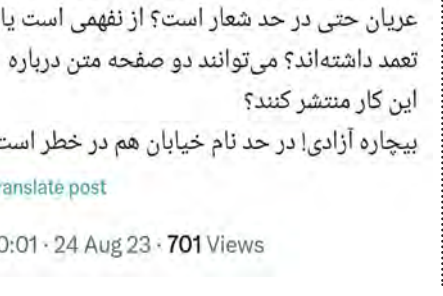 عریان حتی در حد شعار است؟ از نفهمی است یا
تعمد داشته‌اند؟ می‌توانند دو صفحه متن درباره
این کار منتشر کنند؟
بیچاره آزادی! در حد نام خیابان هم در خطر است
ranslate post
0:01 · 24 Aug 23 · 701 Views